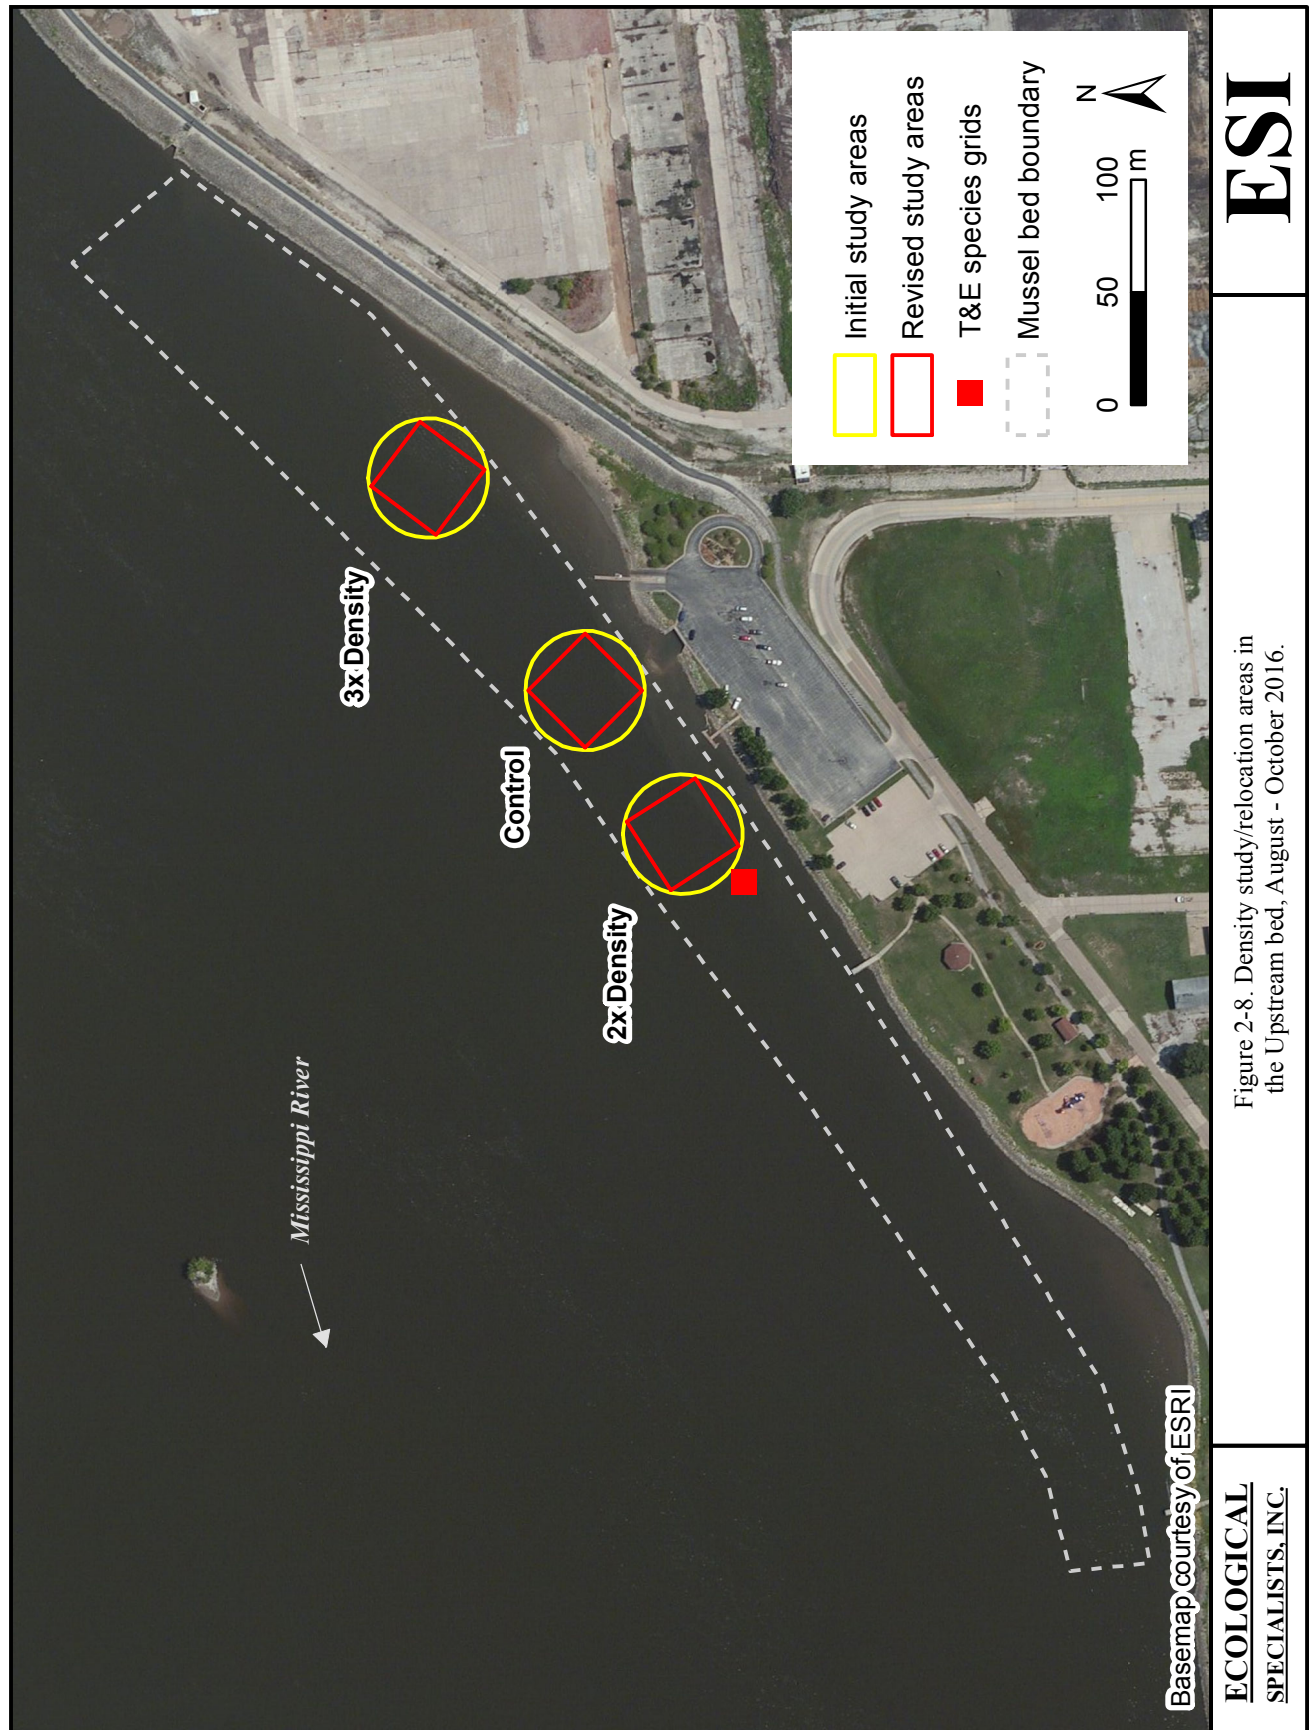 3x Density
Control
2x Density
Mississippi River
Initial study areas
Revised study areas
T&E species grids
Mussel bed boundary
N
0
50
100
m
Basemap courtesy of ESRI
ECOLOGICAL
SPECIALISTS, INC.
Figure 2-8. Density study/relocation areas in
the Upstream bed, August - October 2016.
ESI